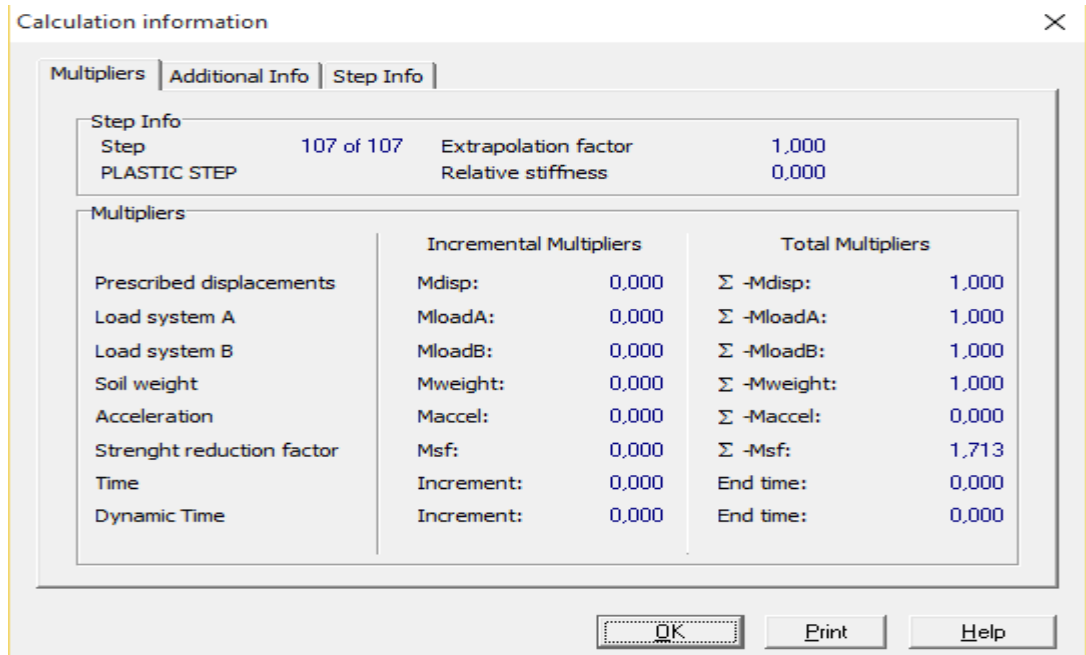 Calculation information
Multipliers Additional Info Step Info
Step Info
Step 107 of 107 Extrapolation factor 1,000
PLASTIC STEP Relative stiffness 0,000
Multipliers
Incremental Multipliers Total Multipliers
Prescribed displacements Mdisp: 0,000 Σ -Mdisp: 1,000
Load system A MloadA: 0,000 Σ -MloadA: 1,000
Load system B MloadB: 0,000 Σ -MloadB: 1,000
Soil weight Mweight: 0,000 Σ -Mweight: 1,000
Acceleration Maccel: 0,000 Σ -Maccel: 0,000
Strenght reduction factor Msf: 0,000 Σ -Msf: 1,713
Time Increment: 0,000 End time: 0,000
Dynamic Time Increment: 0,000 End time: 0,000
OK Print Help